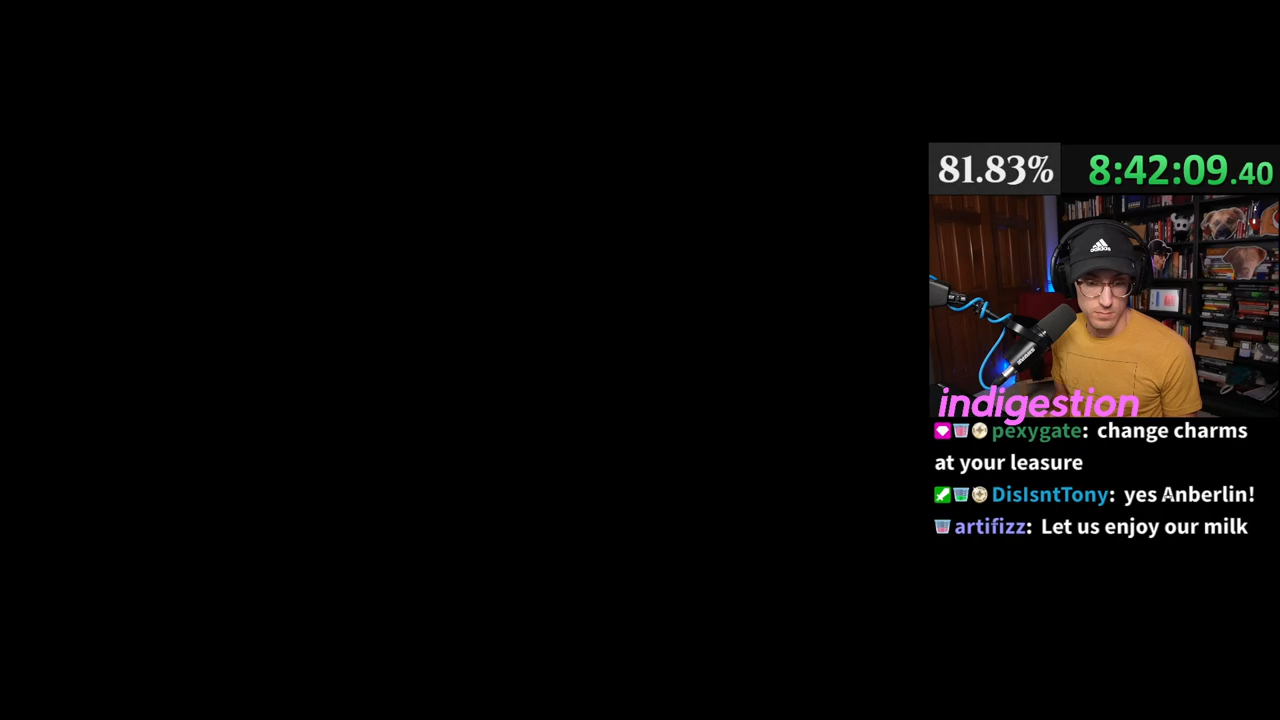 81.83% 8:42:09.40
adidas
indigestion
pexygate: change charms
at your leasure
DisIsntTony: yes Anberlin!
artifizz: Let us enjoy our milk